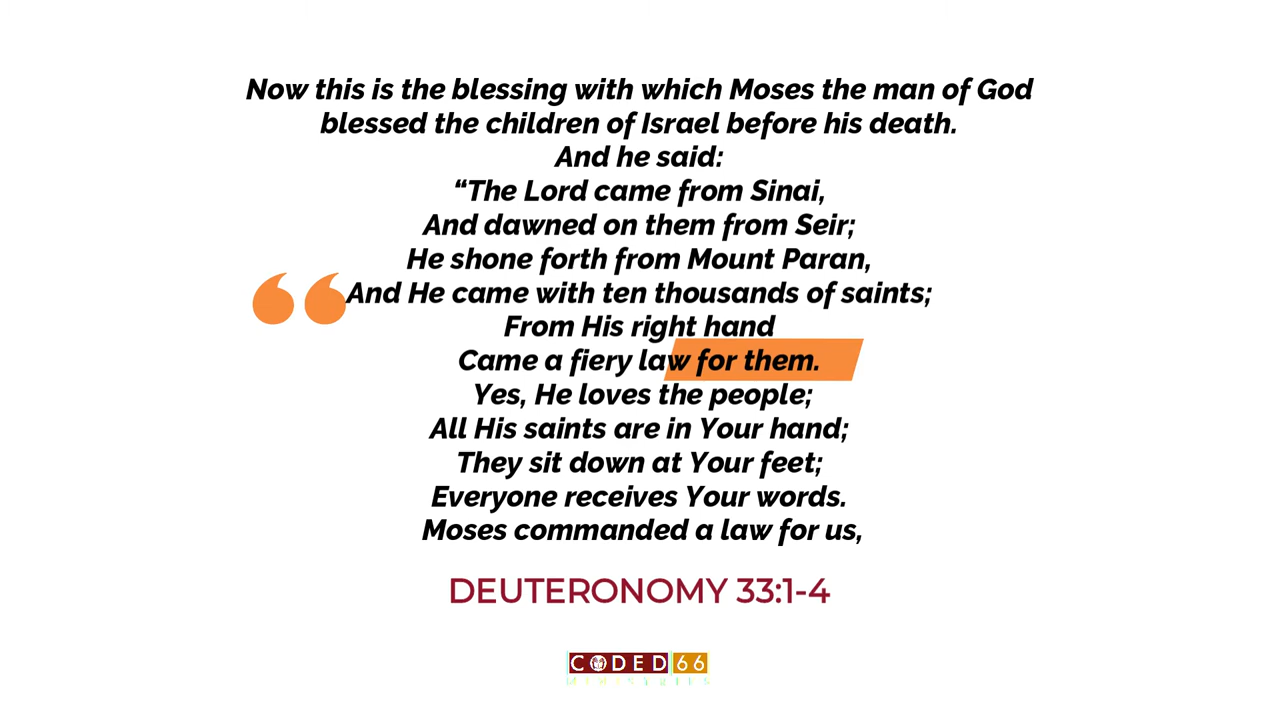 Now this is the blessing with which Moses the man of God
blessed the children of Israel before his death.
And he said:
“The Lord came from Sinai,
And dawned on them from Seir;
He shone forth from Mount Paran,
And He came with ten thousands of saints;
From His right hand
Came a fiery law for them.
Yes, He loves the people;
All His saints are in Your hand;
They sit down at Your feet;
Everyone receives Your words.
Moses commanded a law for us,
DEUTERONOMY 33:1-4
CODED 66
MINISTRIES